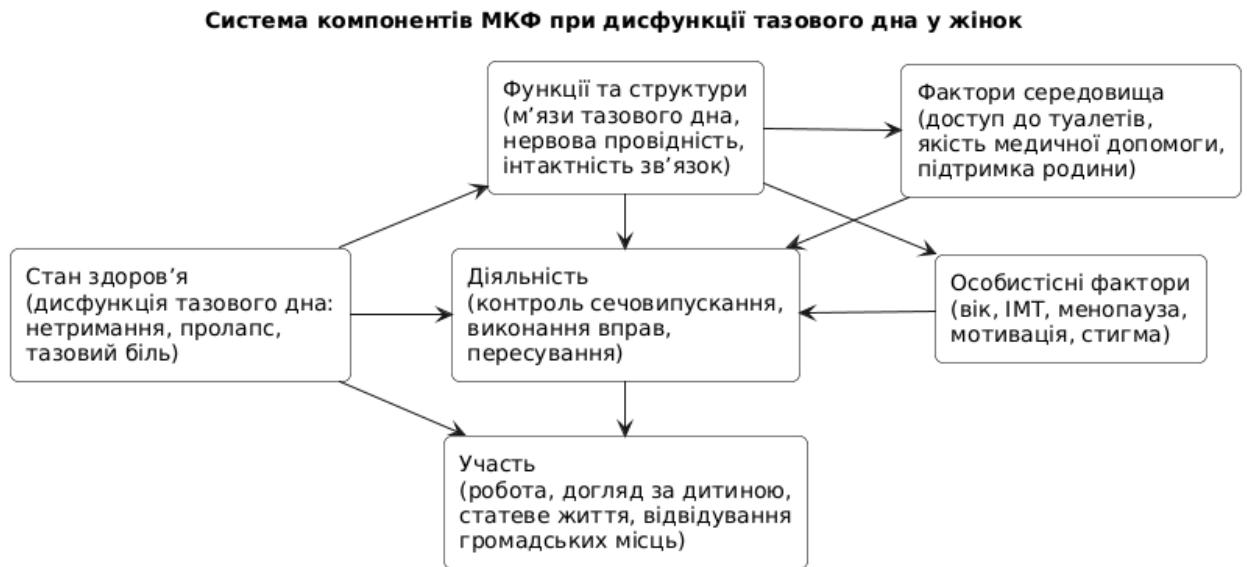 Система компонентів МКФ при дисфункції тазового дна у жінок
Функції та структури
(м’язи тазового дна,
нервова провідність,
інтактність зв’язок)
Фактори середовища
(доступ до туалетів,
якість медичної допомоги,
підтримка родини)
Стан здоров’я
(дисфункція тазового дна:
нетримання, пролапс,
тазовий біль)
Діяльність
(контроль сечовипускання,
виконання вправ,
пересування)
Особистісні фактори
(вік, ІМТ, менопауза,
мотивація, стигма)
Участь
(робота, догляд за дитиною,
статеве життя, відвідування
громадських місць)